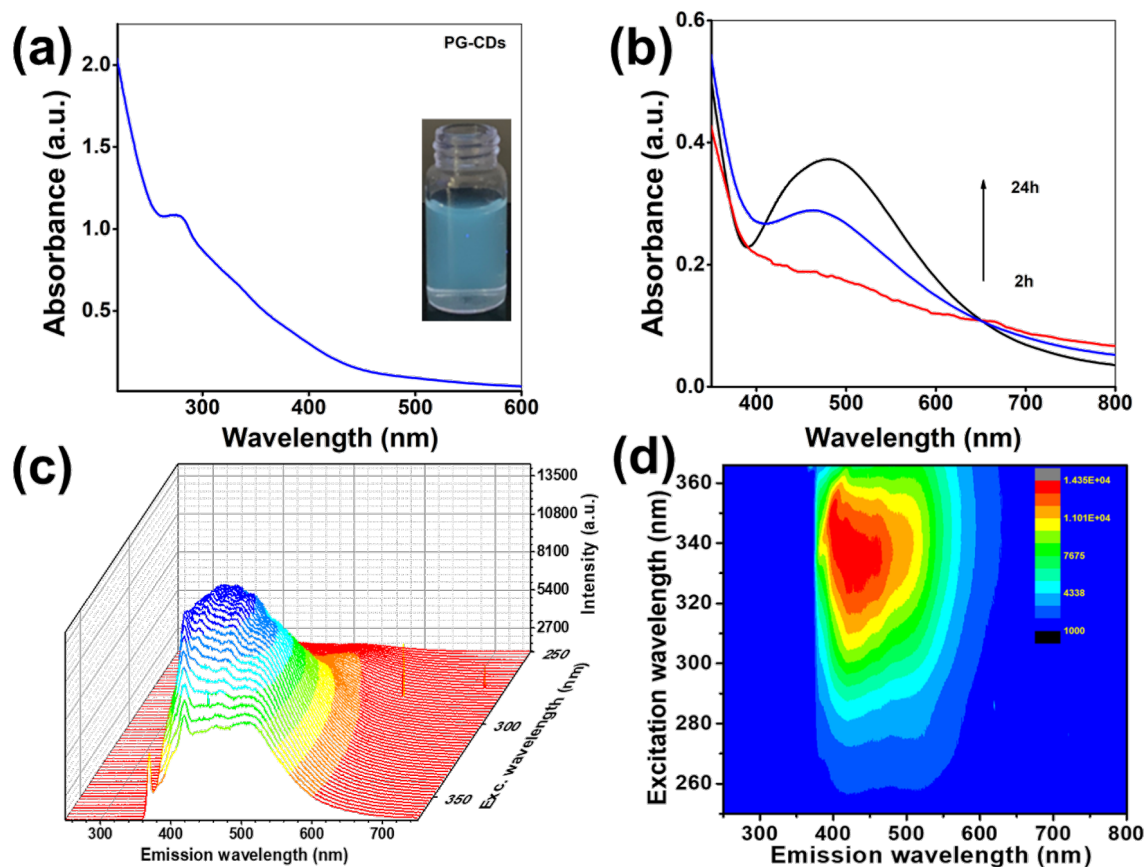 (a)
PG-CDs
2.0
1.5
1.0
0.5
Absorbance (a.u.)
300 400 500 600
Wavelength (nm)
(b)
0.6
0.4
0.2
0.0
Absorbance (a.u.)
24h
2h
400 500 600 700 800
Wavelength (nm)
(c)
13500
10800
8100
5400
2700
Intensity (a.u.)
250
300
350
Exc. wavelength (nm)
300 400 500 600 700
Emission wavelength (nm)
(d)
360
340
320
300
280
260
Excitation wavelength (nm)
1.435E+04
1.101E+04
7675
4338
1000
300 400 500 600 700 800
Emission wavelength (nm)